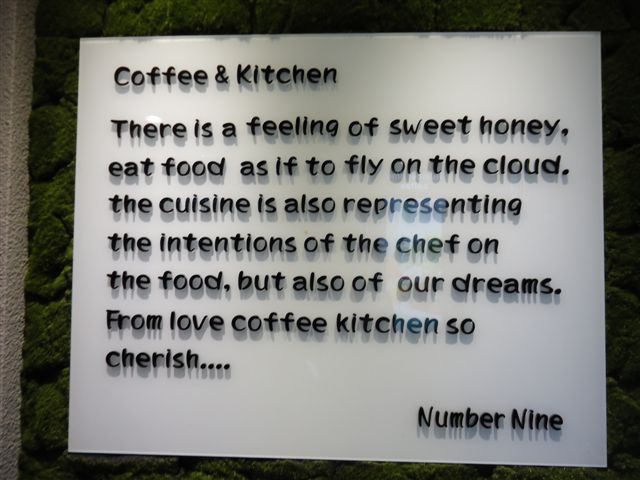 Coffee & Kitchen
There is a feeling of sweet honey,
eat food as if to fly on the cloud.
the cuisine is also representing
the intentions of the chef on
the food, but also of our dreams.
From love coffee kitchen so
cherish....
Number Nine